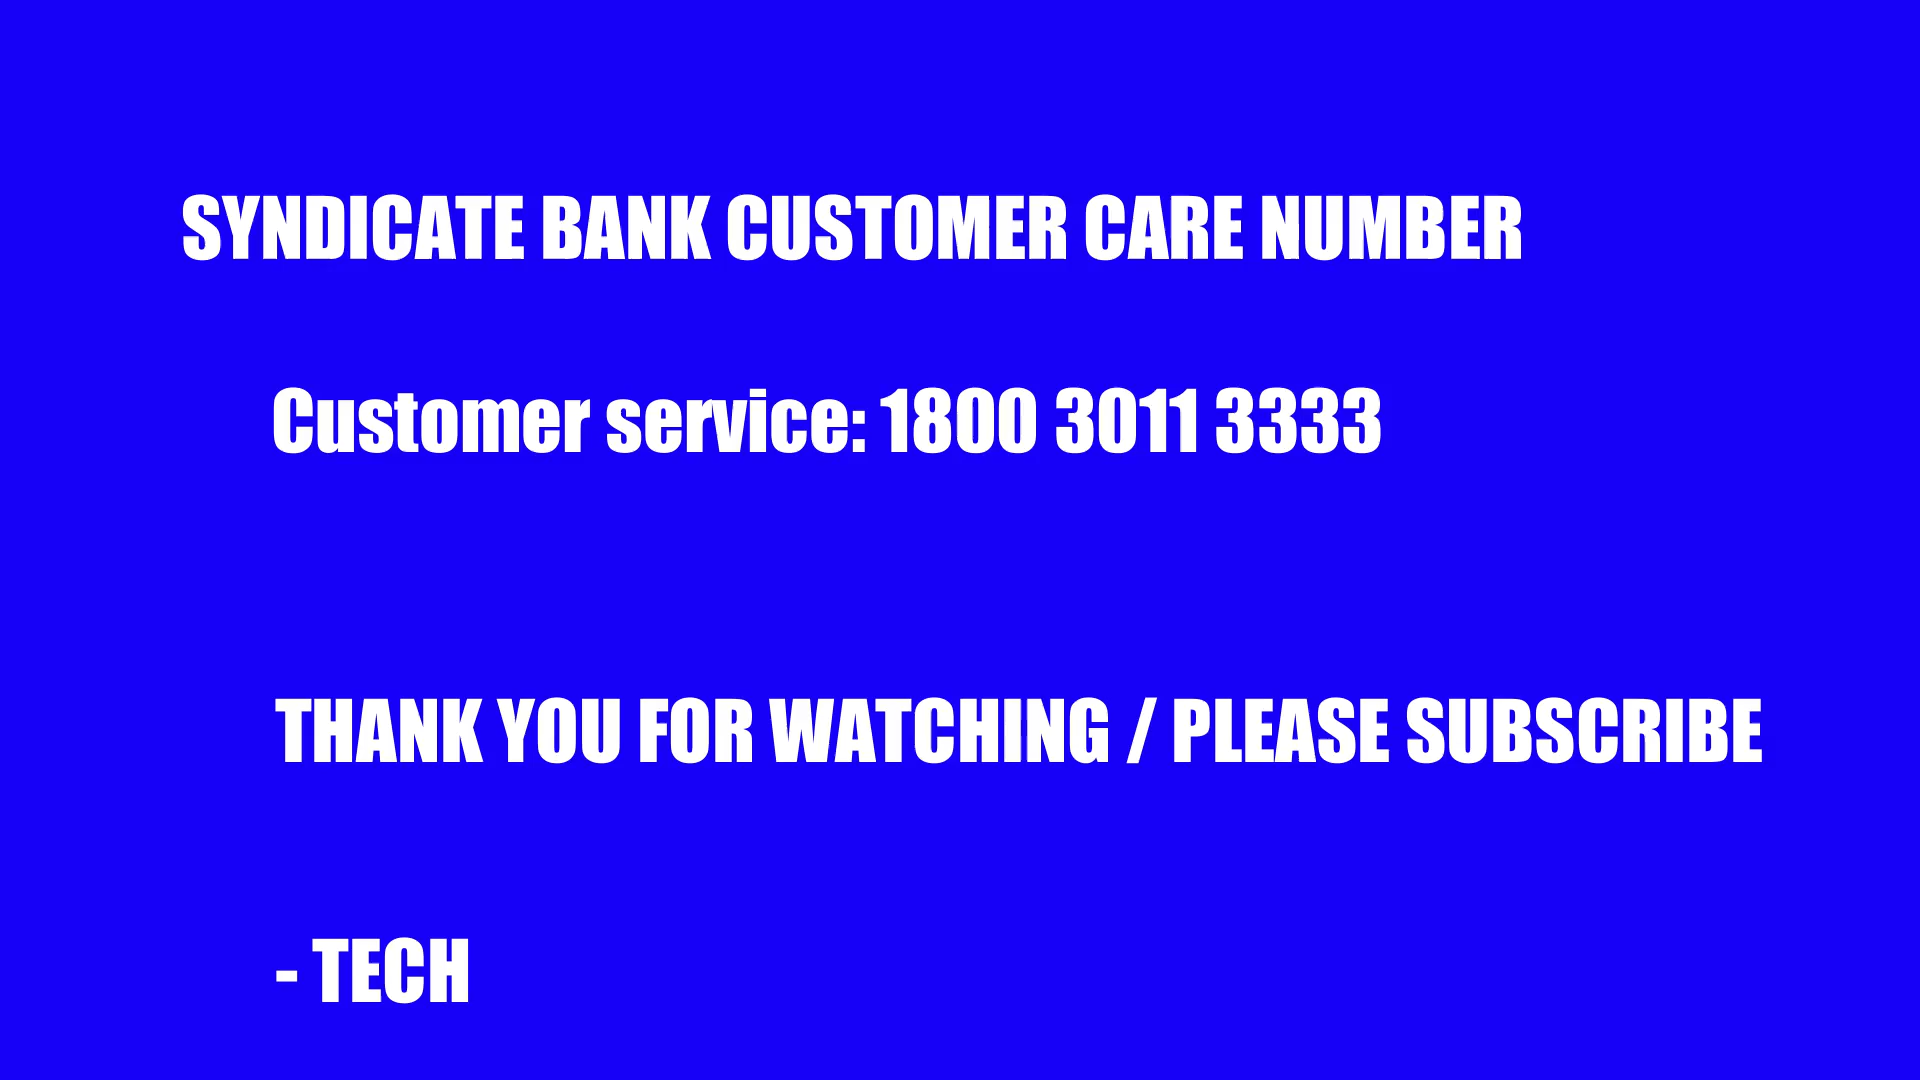 SYNDICATE BANK CUSTOMER CARE NUMBER
Customer service: 1800 3011 3333
THANK YOU FOR WATCHING / PLEASE SUBSCRIBE
- TECH